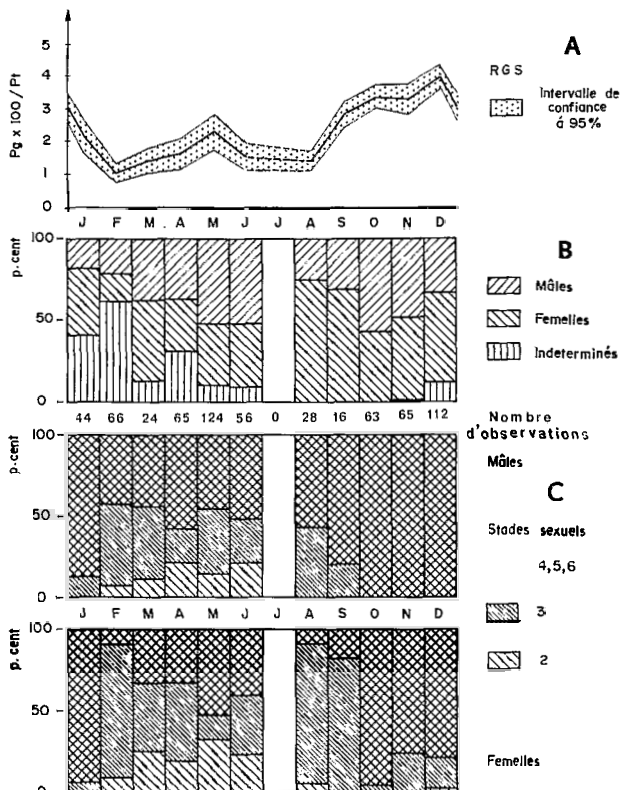 A
5
4
3
2
1
0
Pg x 100 / Pt
RGS
Intervalle de
confiance
á 95%
J F M A M J J A S O N D
B
100
50
0
p. cent
Mâles
Femelles
Indeterminés
44 66 24 65 124 56 0 28 16 63 65 112
Nombre
d'observations
100
50
0
p. cent
Mâles
C
Stades sexuels
4,5,6
3
2
J F M A M J J A S O N D
100
50
0
p. cent
Femelles